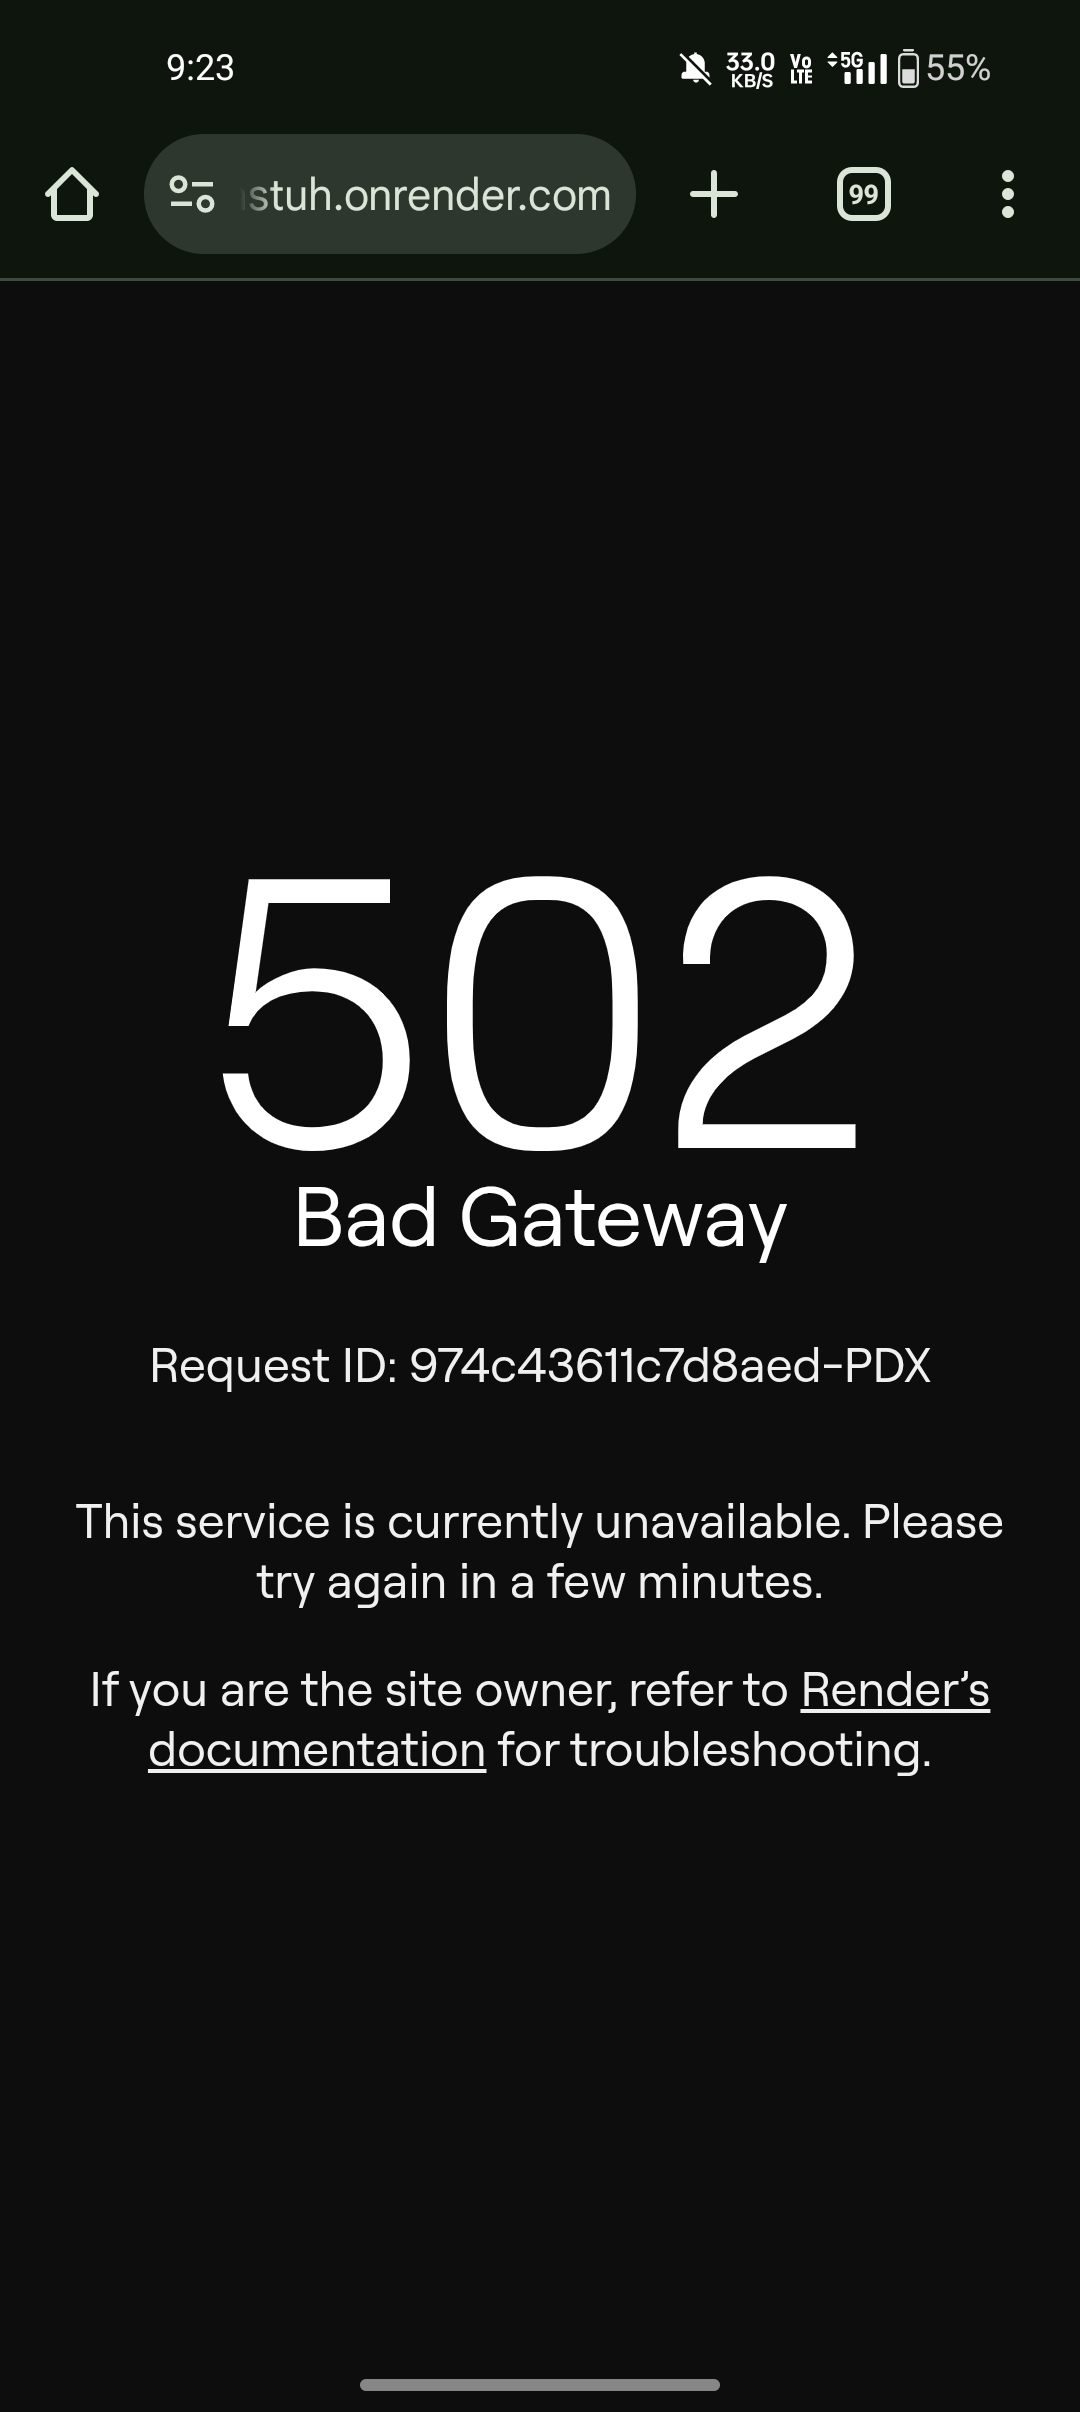 9:23
33.0
KB/S
Vo
LTE
5G
55%
stuh.onrender.com
99
502
Bad Gateway
Request ID: 974c43611c7d8aed-PDX
This service is currently unavailable. Please
try again in a few minutes.
If you are the site owner, refer to Render’s
documentation for troubleshooting.